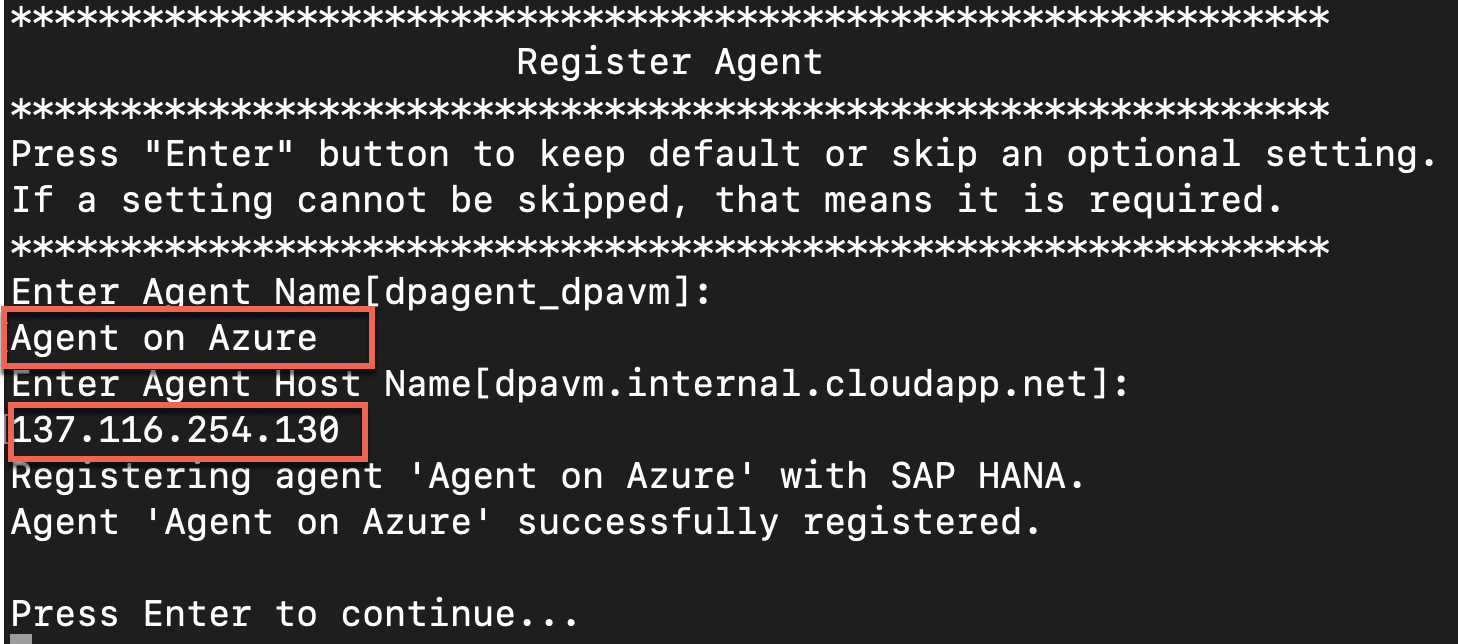 ************************************************************
Register Agent
************************************************************
Press "Enter" button to keep default or skip an optional setting.
If a setting cannot be skipped, that means it is required.
************************************************************
Enter Agent Name[dpagent_dpavm]:
Agent on Azure
Enter Agent Host Name[dpavm.internal.cloudapp.net]:
137.116.254.130
Registering agent 'Agent on Azure' with SAP HANA.
Agent 'Agent on Azure' successfully registered.
Press Enter to continue...